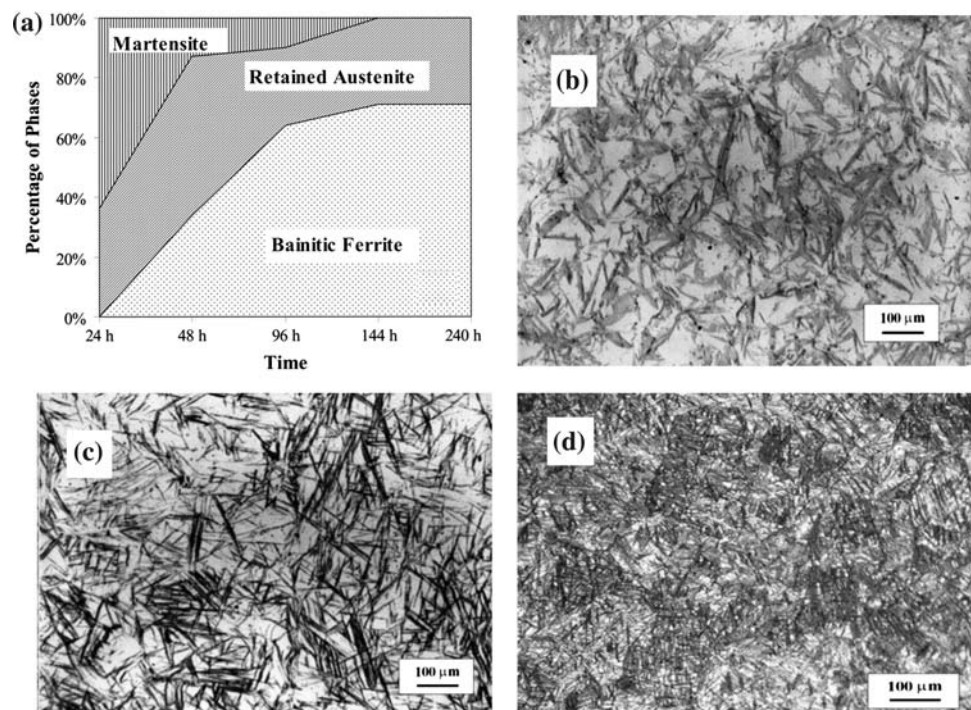 (a)
Percentage of Phases
100%
80%
60%
40%
20%
0%
Martensite
Retained Austenite
Bainitic Ferrite
24 h 48 h 96 h 144 h 240 h
Time
(b)
100 μm
(c)
100 μm
(d)
100 μm